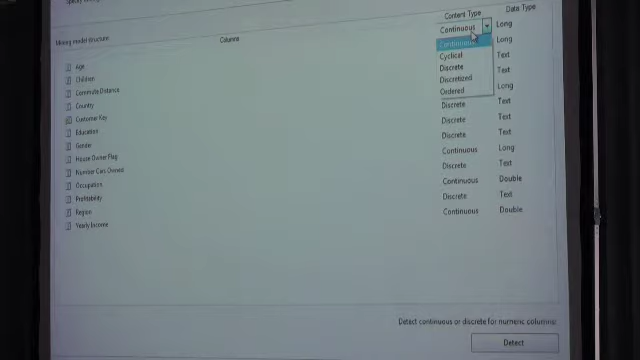 Specify
Content Type Data Type
Mining model structure: Columns
Continuous Long
Age Continuous Long
Children Cyclical Text
Commute Distance Discrete Text
Country Discretized Long
Customer Key Ordered
Discrete Text
Education Discrete Text
Gender Discrete Text
House Owner Flag Continuous Long
Number Cars Owned Discrete Text
Occupation Continuous Double
Profitability Discrete Text
Region Continuous Double
Yearly Income
Detect continuous or discrete for numeric columns:
Detect